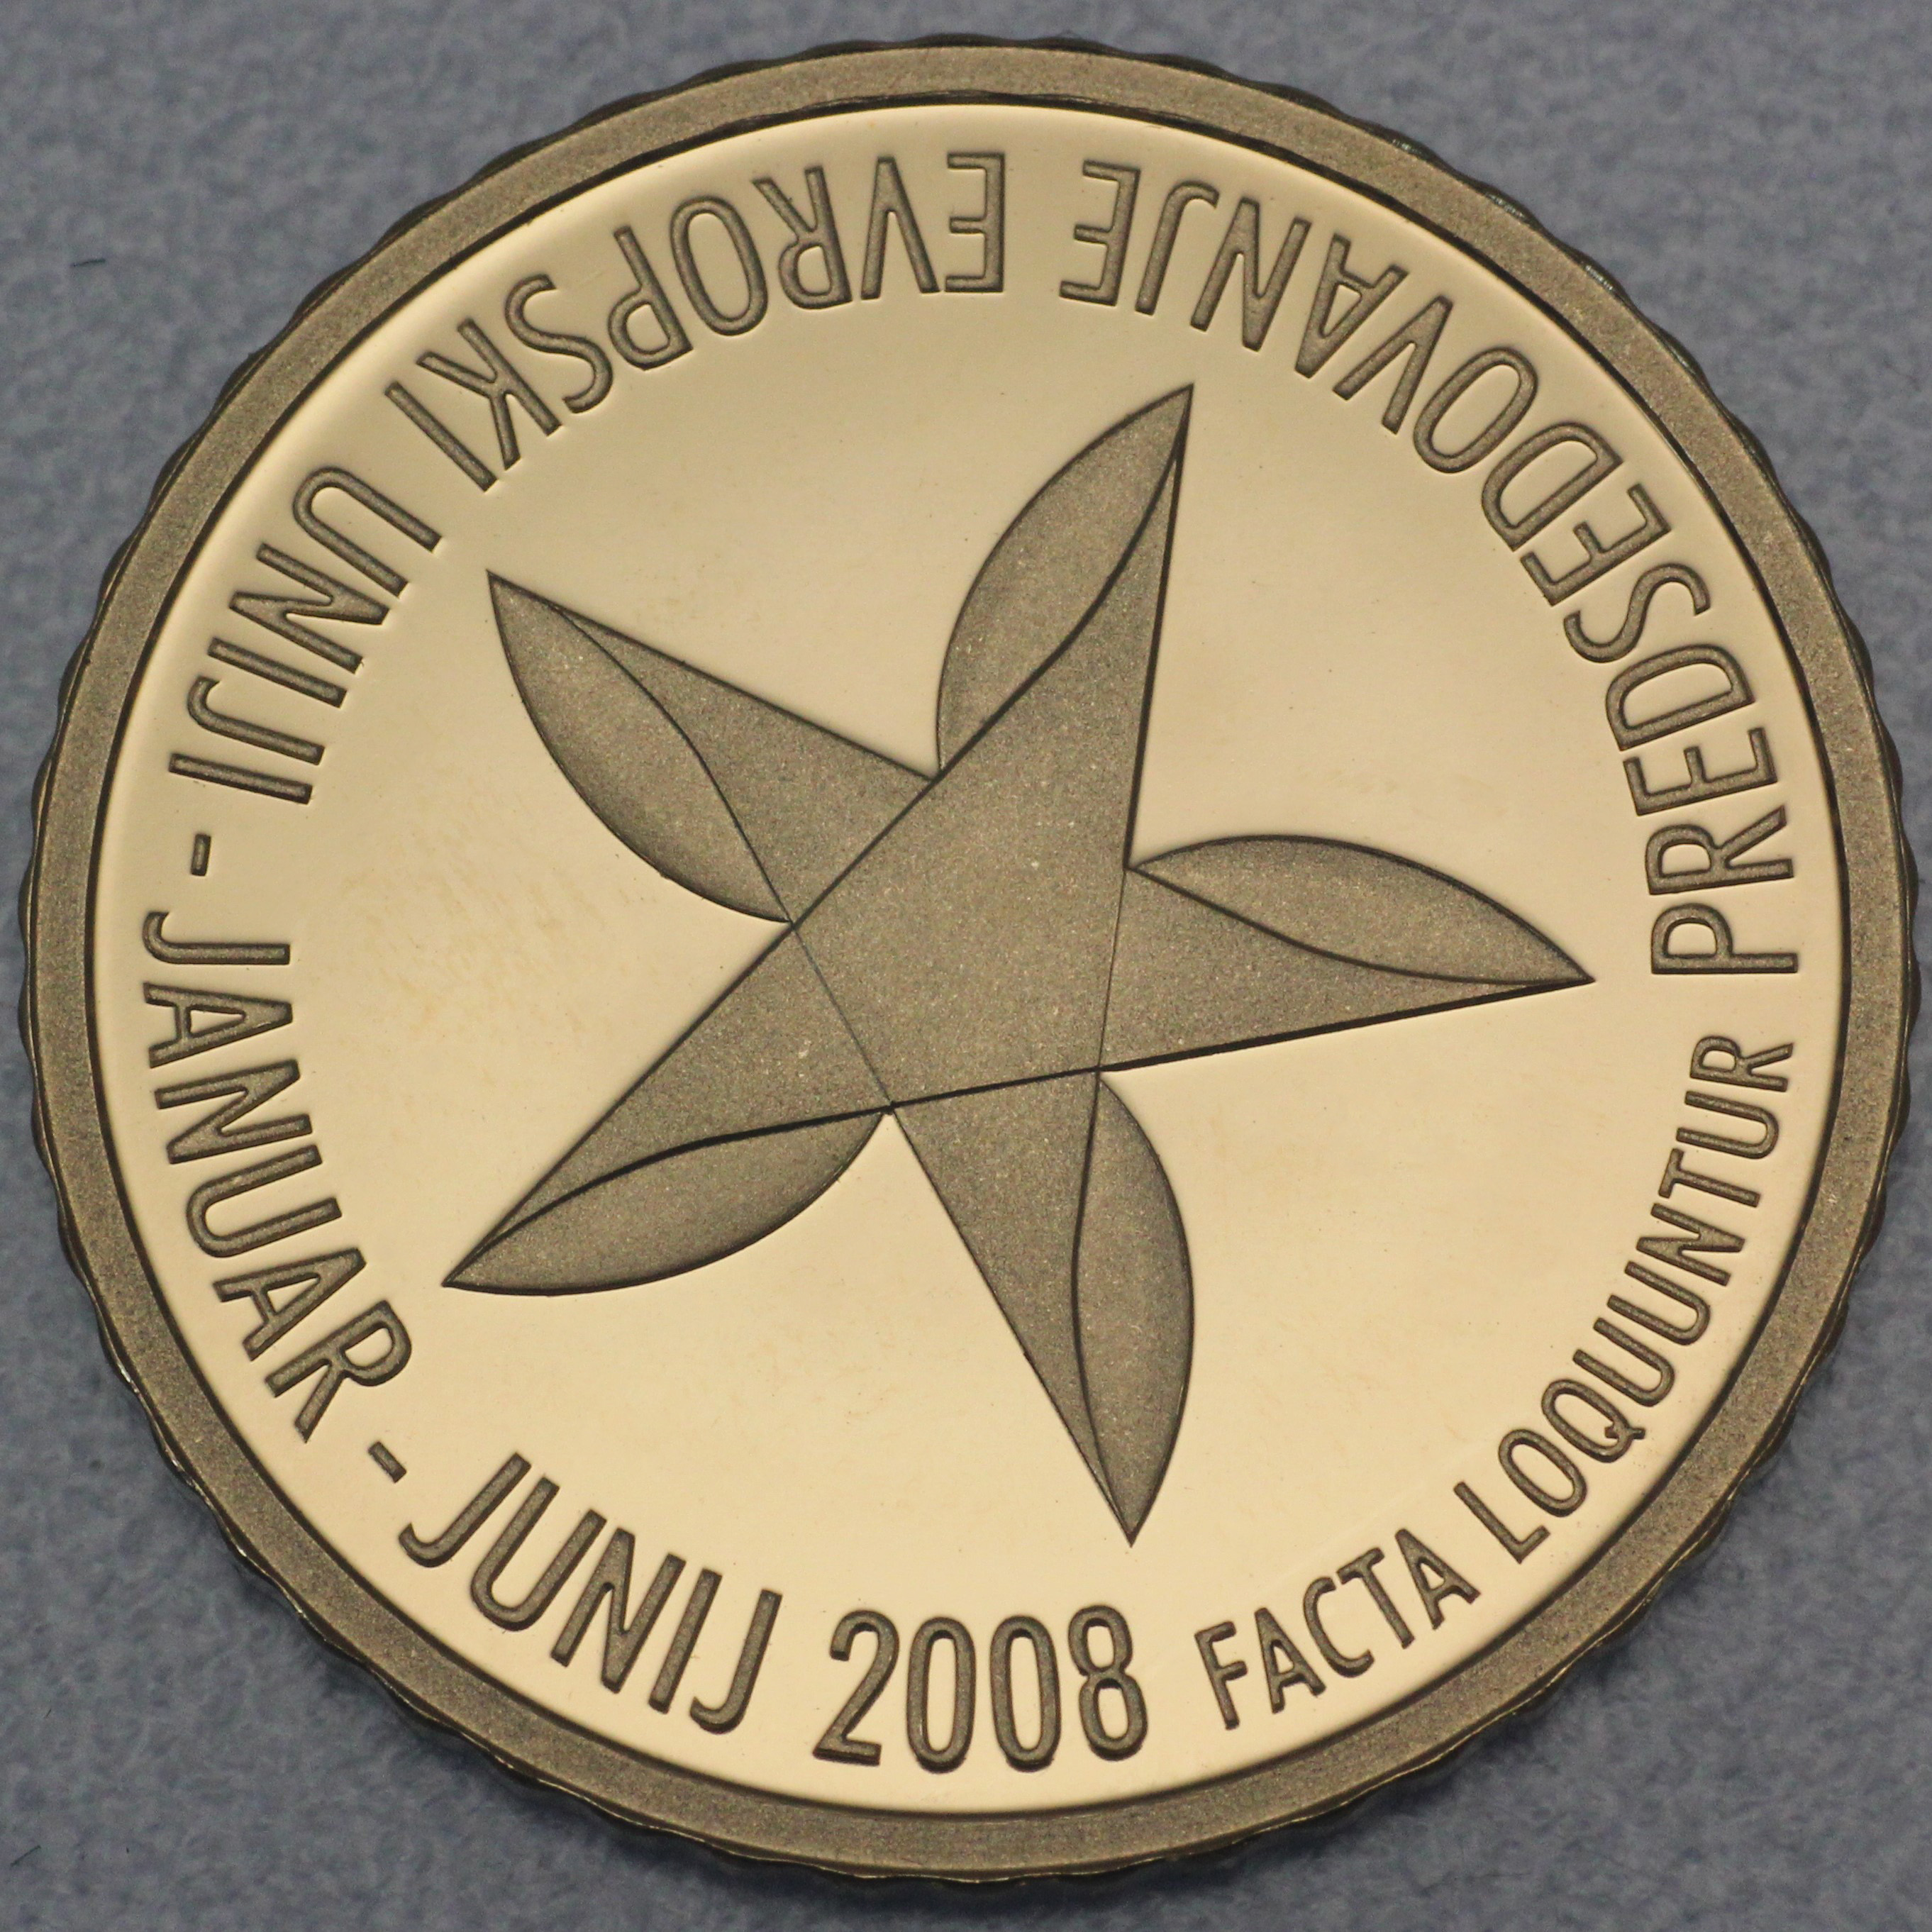 PREDSEDOVANJE EVROPSKI UNIJI - JANUAR - JUNIJ 2008
FACTA LOQUUNTUR